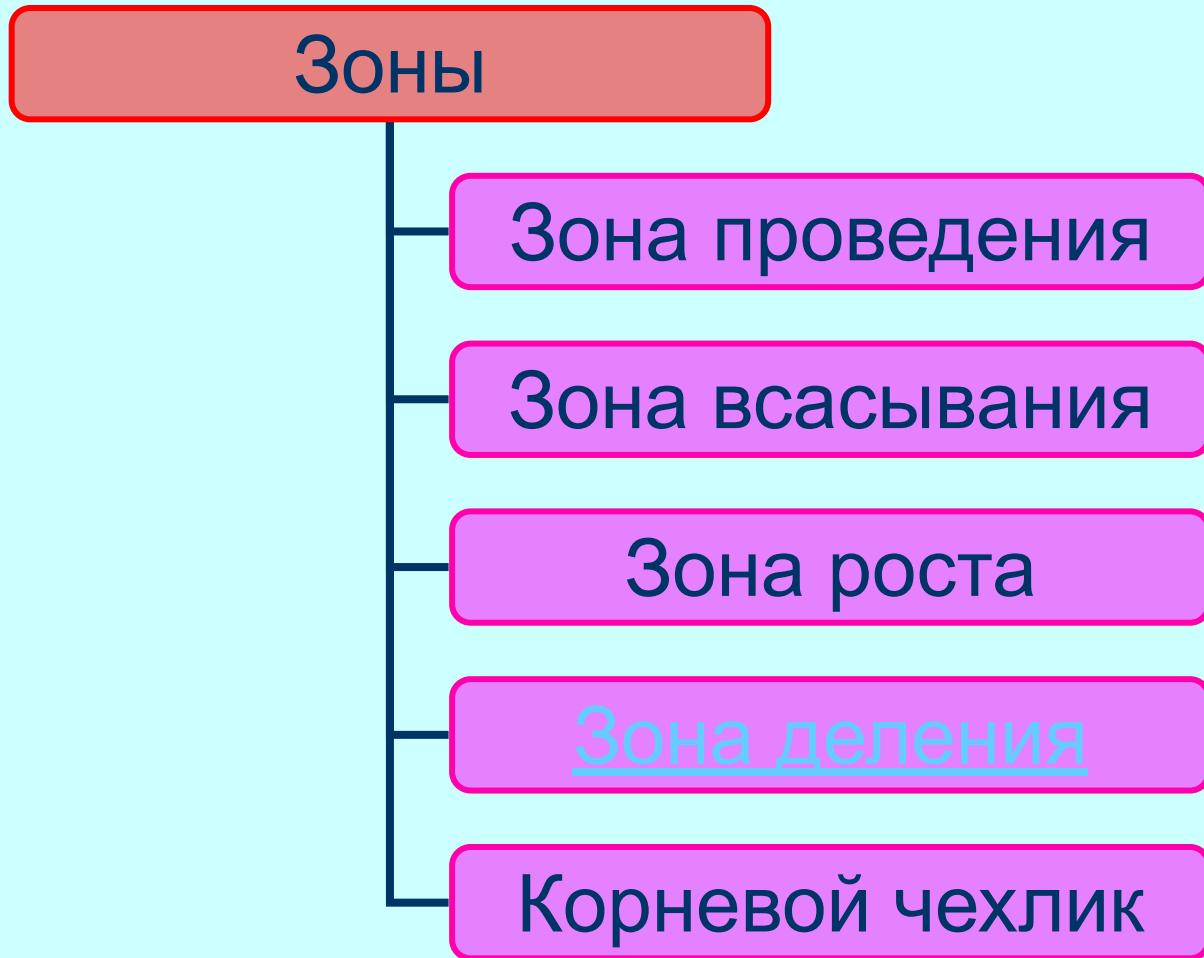 Зоны
Зона проведения
Зона всасывания
Зона роста
Зона деления
Корневой чехлик